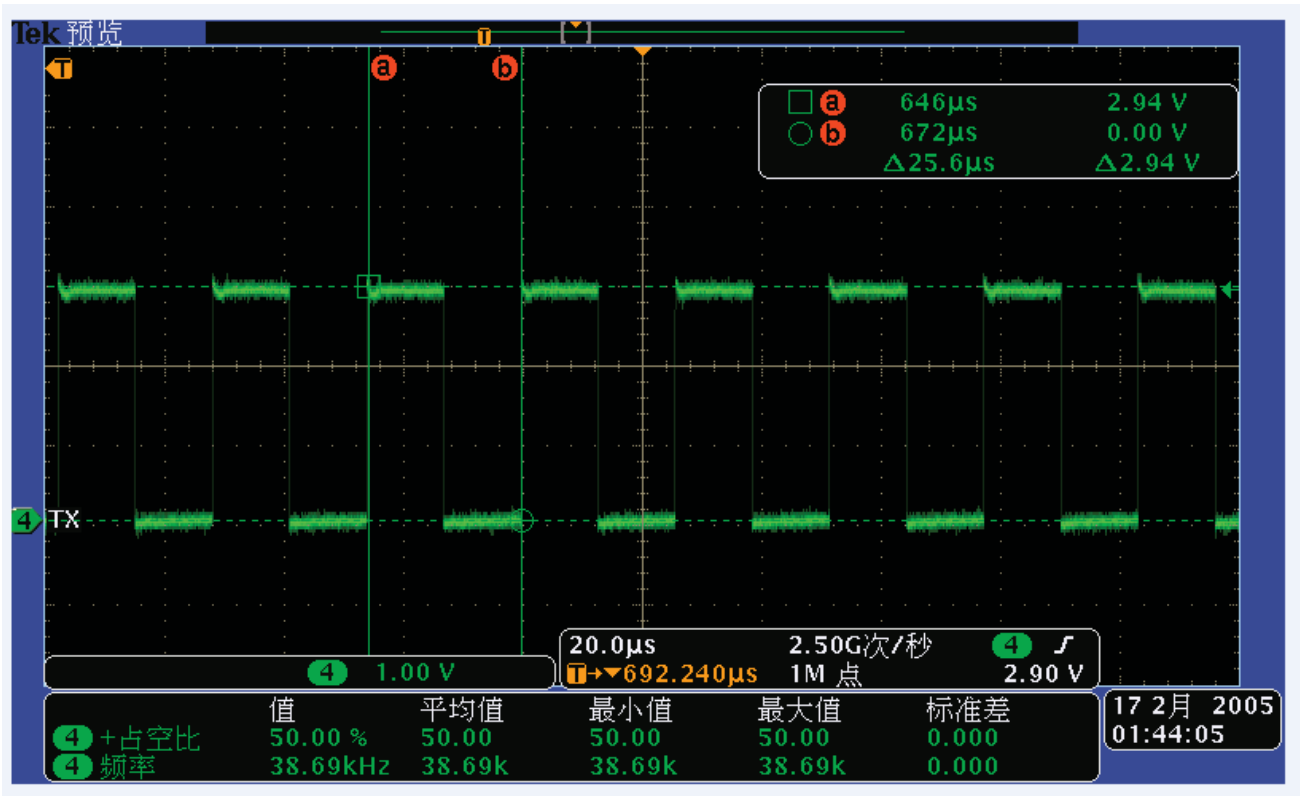 Tek 预览
T
T a b
a 646µs 2.94 V
b 672µs 0.00 V
Δ25.6µs Δ2.94 V
4 TX
4 1.00 V
20.0µs 2.50G次/秒 4
T→▼692.240µs 1M 点 2.90 V
值 平均值 最小值 最大值 标准差
4 +占空比 50.00 % 50.00 50.00 50.00 0.000
4 频率 38.69kHz 38.69k 38.69k 38.69k 0.000
17 2月 2005
01:44:05